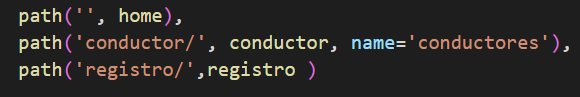 path('', home),
path('conductor/', conductor, name='conductores'),
path('registro/',registro )